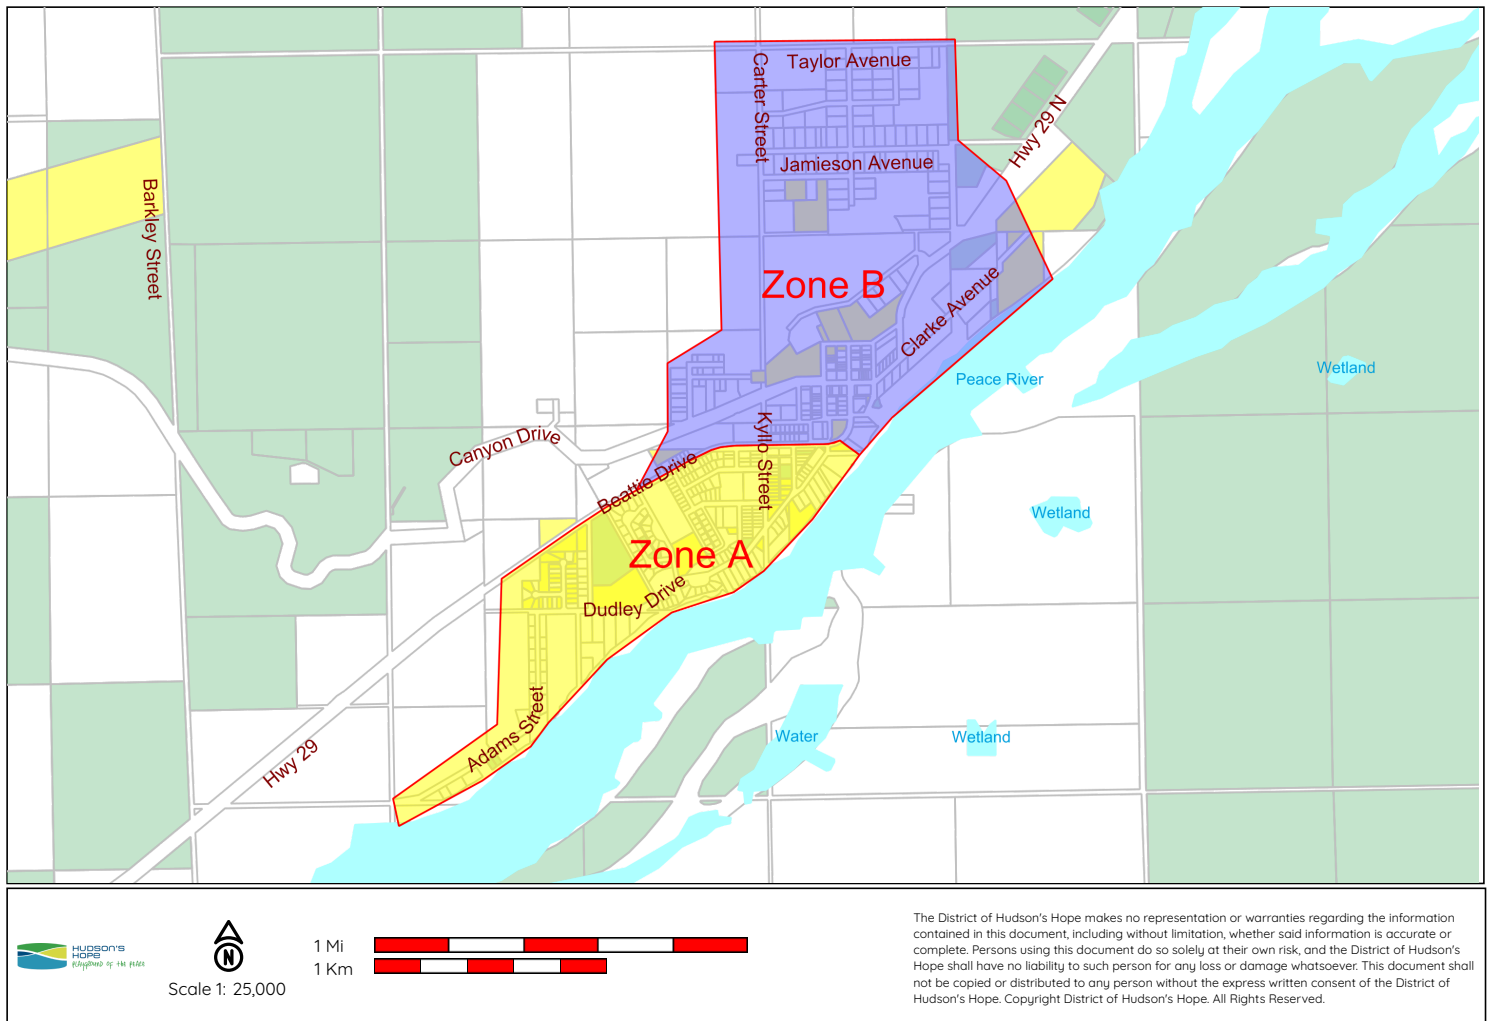 Taylor Avenue
Carter Street
Hwy 29 N
Jamieson Avenue
Barkley Street
Zone B
Clarke Avenue
Peace River
Wetland
Kyllo Street
Canyon Drive
Beattie Drive
Wetland
Zone A
Dudley Drive
Adams Street
Water
Wetland
Hwy 29
HUDSON'S
HOPE
PLAYGROUND OF THE PEACE
N
Scale 1: 25,000
1 Mi
1 Km
The District of Hudson's Hope makes no representation or warranties regarding the information
contained in this document, including without limitation, whether said information is accurate or
complete. Persons using this document do so solely at their own risk, and the District of Hudson's
Hope shall have no liability to such person for any loss or damage whatsoever. This document shall
not be copied or distributed to any person without the express written consent of the District of
Hudson's Hope. Copyright District of Hudson's Hope. All Rights Reserved.